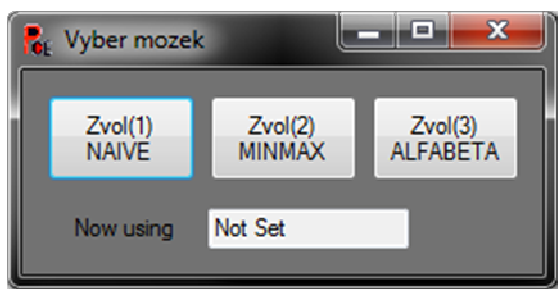 Vyber mozek
Zvol(1)
NAIVE
Zvol(2)
MINMAX
Zvol(3)
ALFABETA
Now using
Not Set